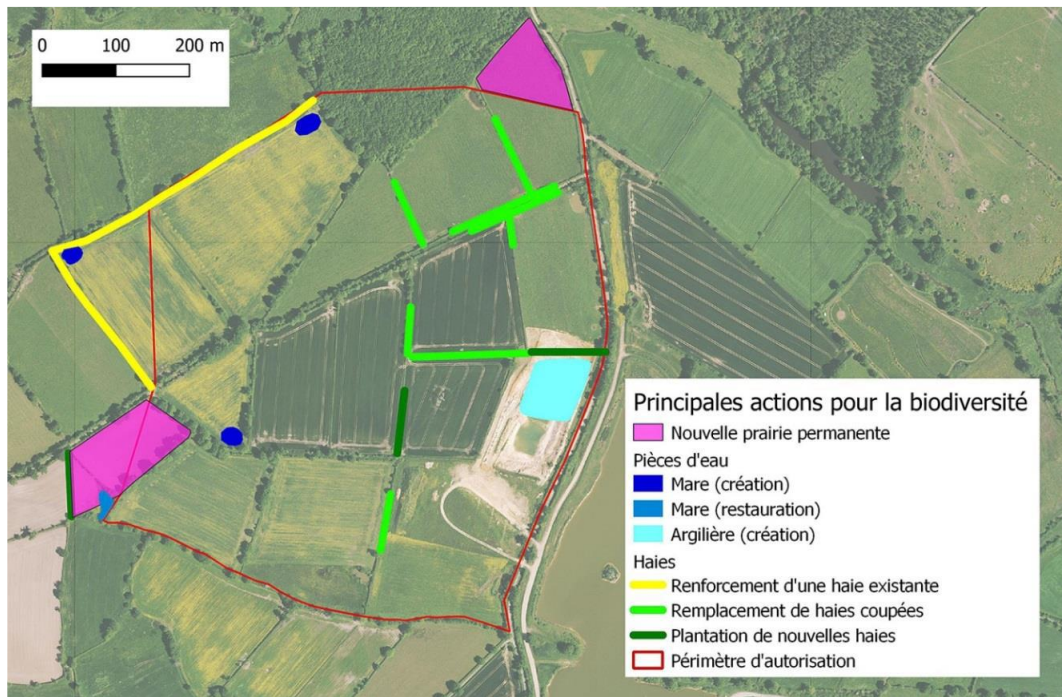 0 100 200 m
Principales actions pour la biodiversité
Nouvelle prairie permanente
Pièces d'eau
Mare (création)
Mare (restauration)
Argilière (création)
Haies
Renforcement d'une haie existante
Remplacement de haies coupées
Plantation de nouvelles haies
Périmètre d'autorisation